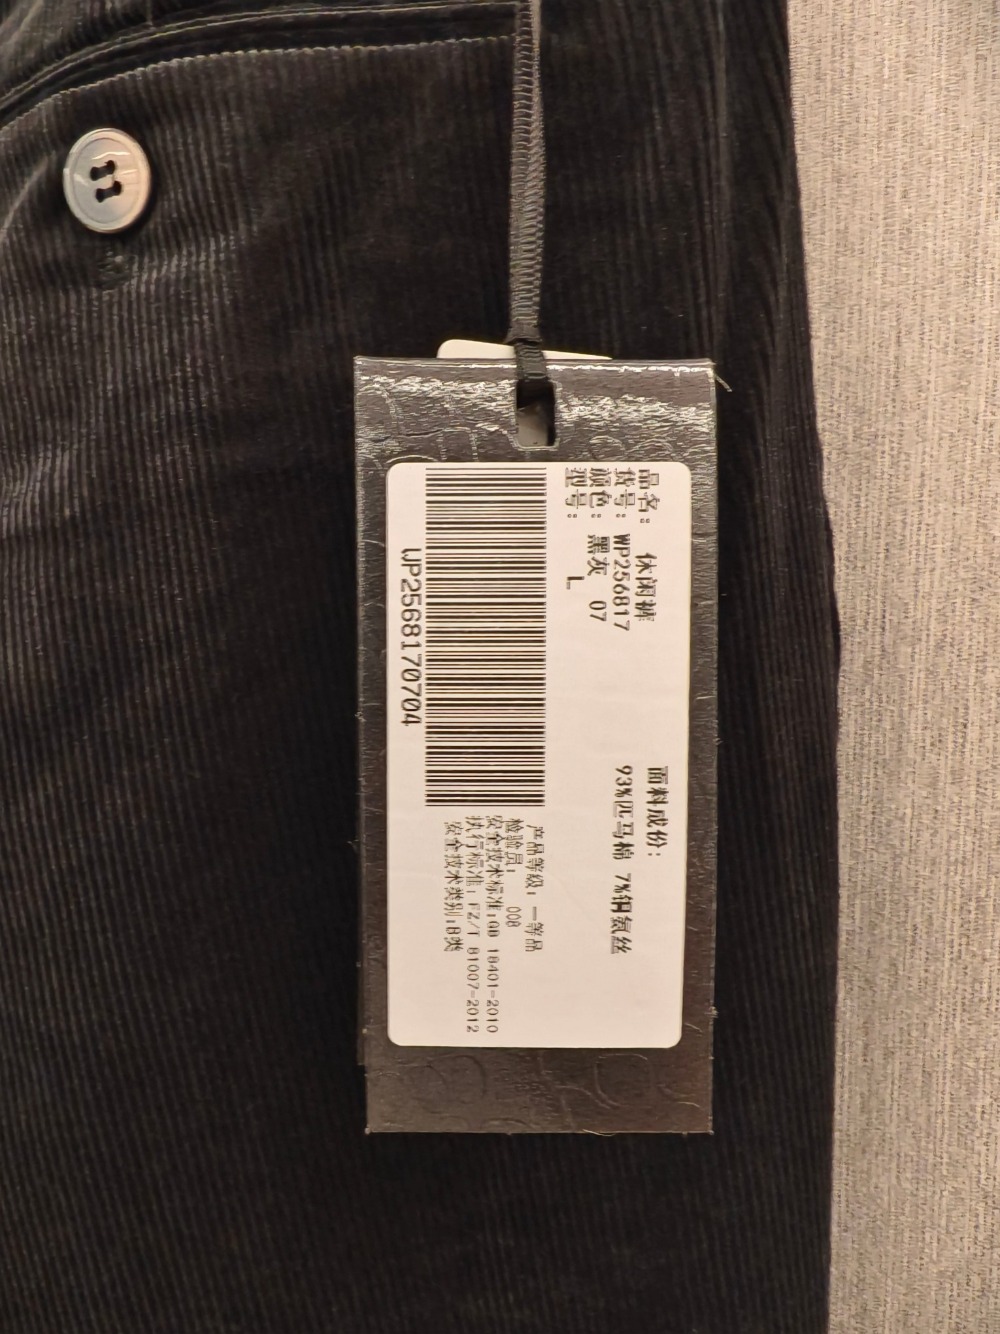 品名: 休闲裤
货号: WP256817
颜色: 黑灰 07
型号: L
面料成份:
93%匹马棉 7%铜氨丝
WP2568170704
产品等级: 一等品
检验员: 008
安全技术标准:GB 18401-2010
执行标准: FZ/T 81007-2012
安全技术类别:B类